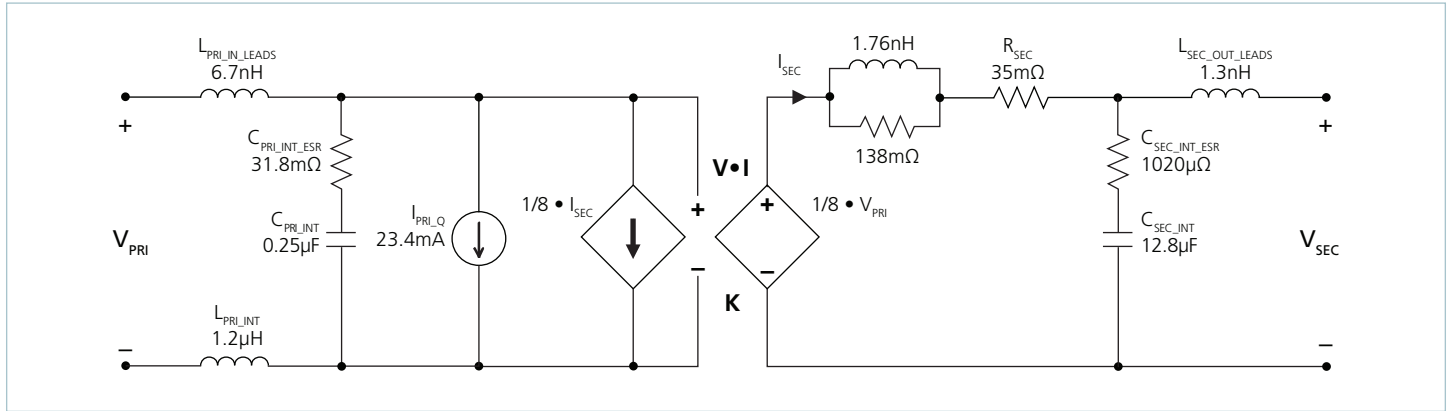 L_PRI_IN_LEADS
6.7nH
+
C_PRI_INT_ESR
31.8mΩ
C_PRI_INT
0.25µF
V_PRI
I_PRI_Q
23.4mA
1/8 • I_SEC
L_PRI_INT
1.2µH
–
+
–
V•I
K
+
–
1/8 • V_PRI
I_SEC
1.76nH
138mΩ
R_SEC
35mΩ
L_SEC_OUT_LEADS
1.3nH
C_SEC_INT_ESR
1020µΩ
C_SEC_INT
12.8µF
+
V_SEC
–